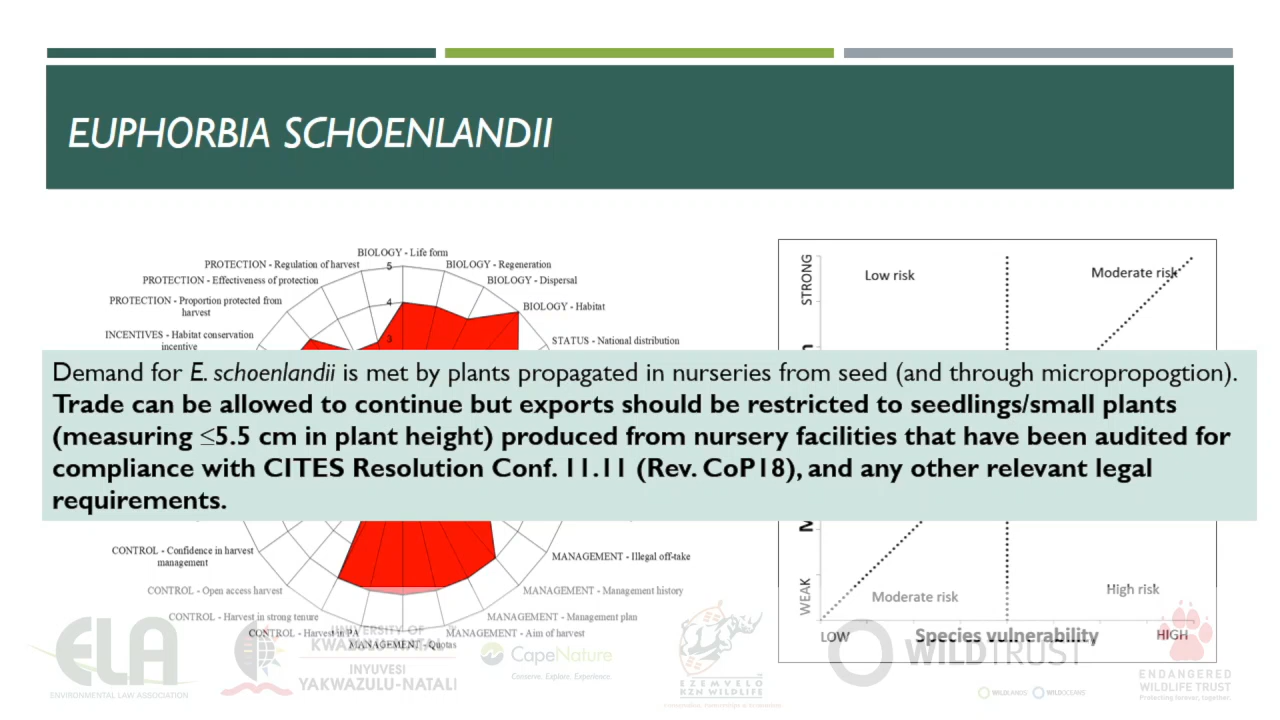 EUPHORBIA SCHOENLANDII
BIOLOGY - Life form
5
PROTECTION - Regulation of harvest
BIOLOGY - Regeneration
PROTECTION - Effectiveness of protection
BIOLOGY - Dispersal
PROTECTION - Proportion protected from
harvest
4
BIOLOGY - Habitat
INCENTIVES - Habitat conservation
incentive
3
STATUS - National distribution
STRONG
Low risk
Moderate risk
Demand for E. schoenlandii is met by plants propagated in nurseries from seed (and through micropropogtion).
Trade can be allowed to continue but exports should be restricted to seedlings/small plants
(measuring ≤5.5 cm in plant height) produced from nursery facilities that have been audited for
compliance with CITES Resolution Conf. 11.11 (Rev. CoP18), and any other relevant legal
requirements.
CONTROL - Confidence in harvest
management
MANAGEMENT - Illegal off-take
CONTROL - Open access harvest
MANAGEMENT - Management history
CONTROL - Harvest in strong tenure
MANAGEMENT - Management plan
CONTROL - Harvest in PA
MANAGEMENT - Aim of harvest
MANAGEMENT - Quotas
WEAK
Moderate risk
High risk
LOW
Species vulnerability
HIGH
ELA
ENVIRONMENTAL LAW ASSOCIATION
UNIVERSITY OF
KWAZULU-NATAL
INYUVESI
YAKWAZULU-NATALI
CapeNature
Conserve. Explore. Experience.
EZEMVELO
KZN WILDLIFE
WILDTRUST
WILDLANDS
WILDOCEANS
ENDANGERED
WILDLIFE TRUST
Protecting forever, together.